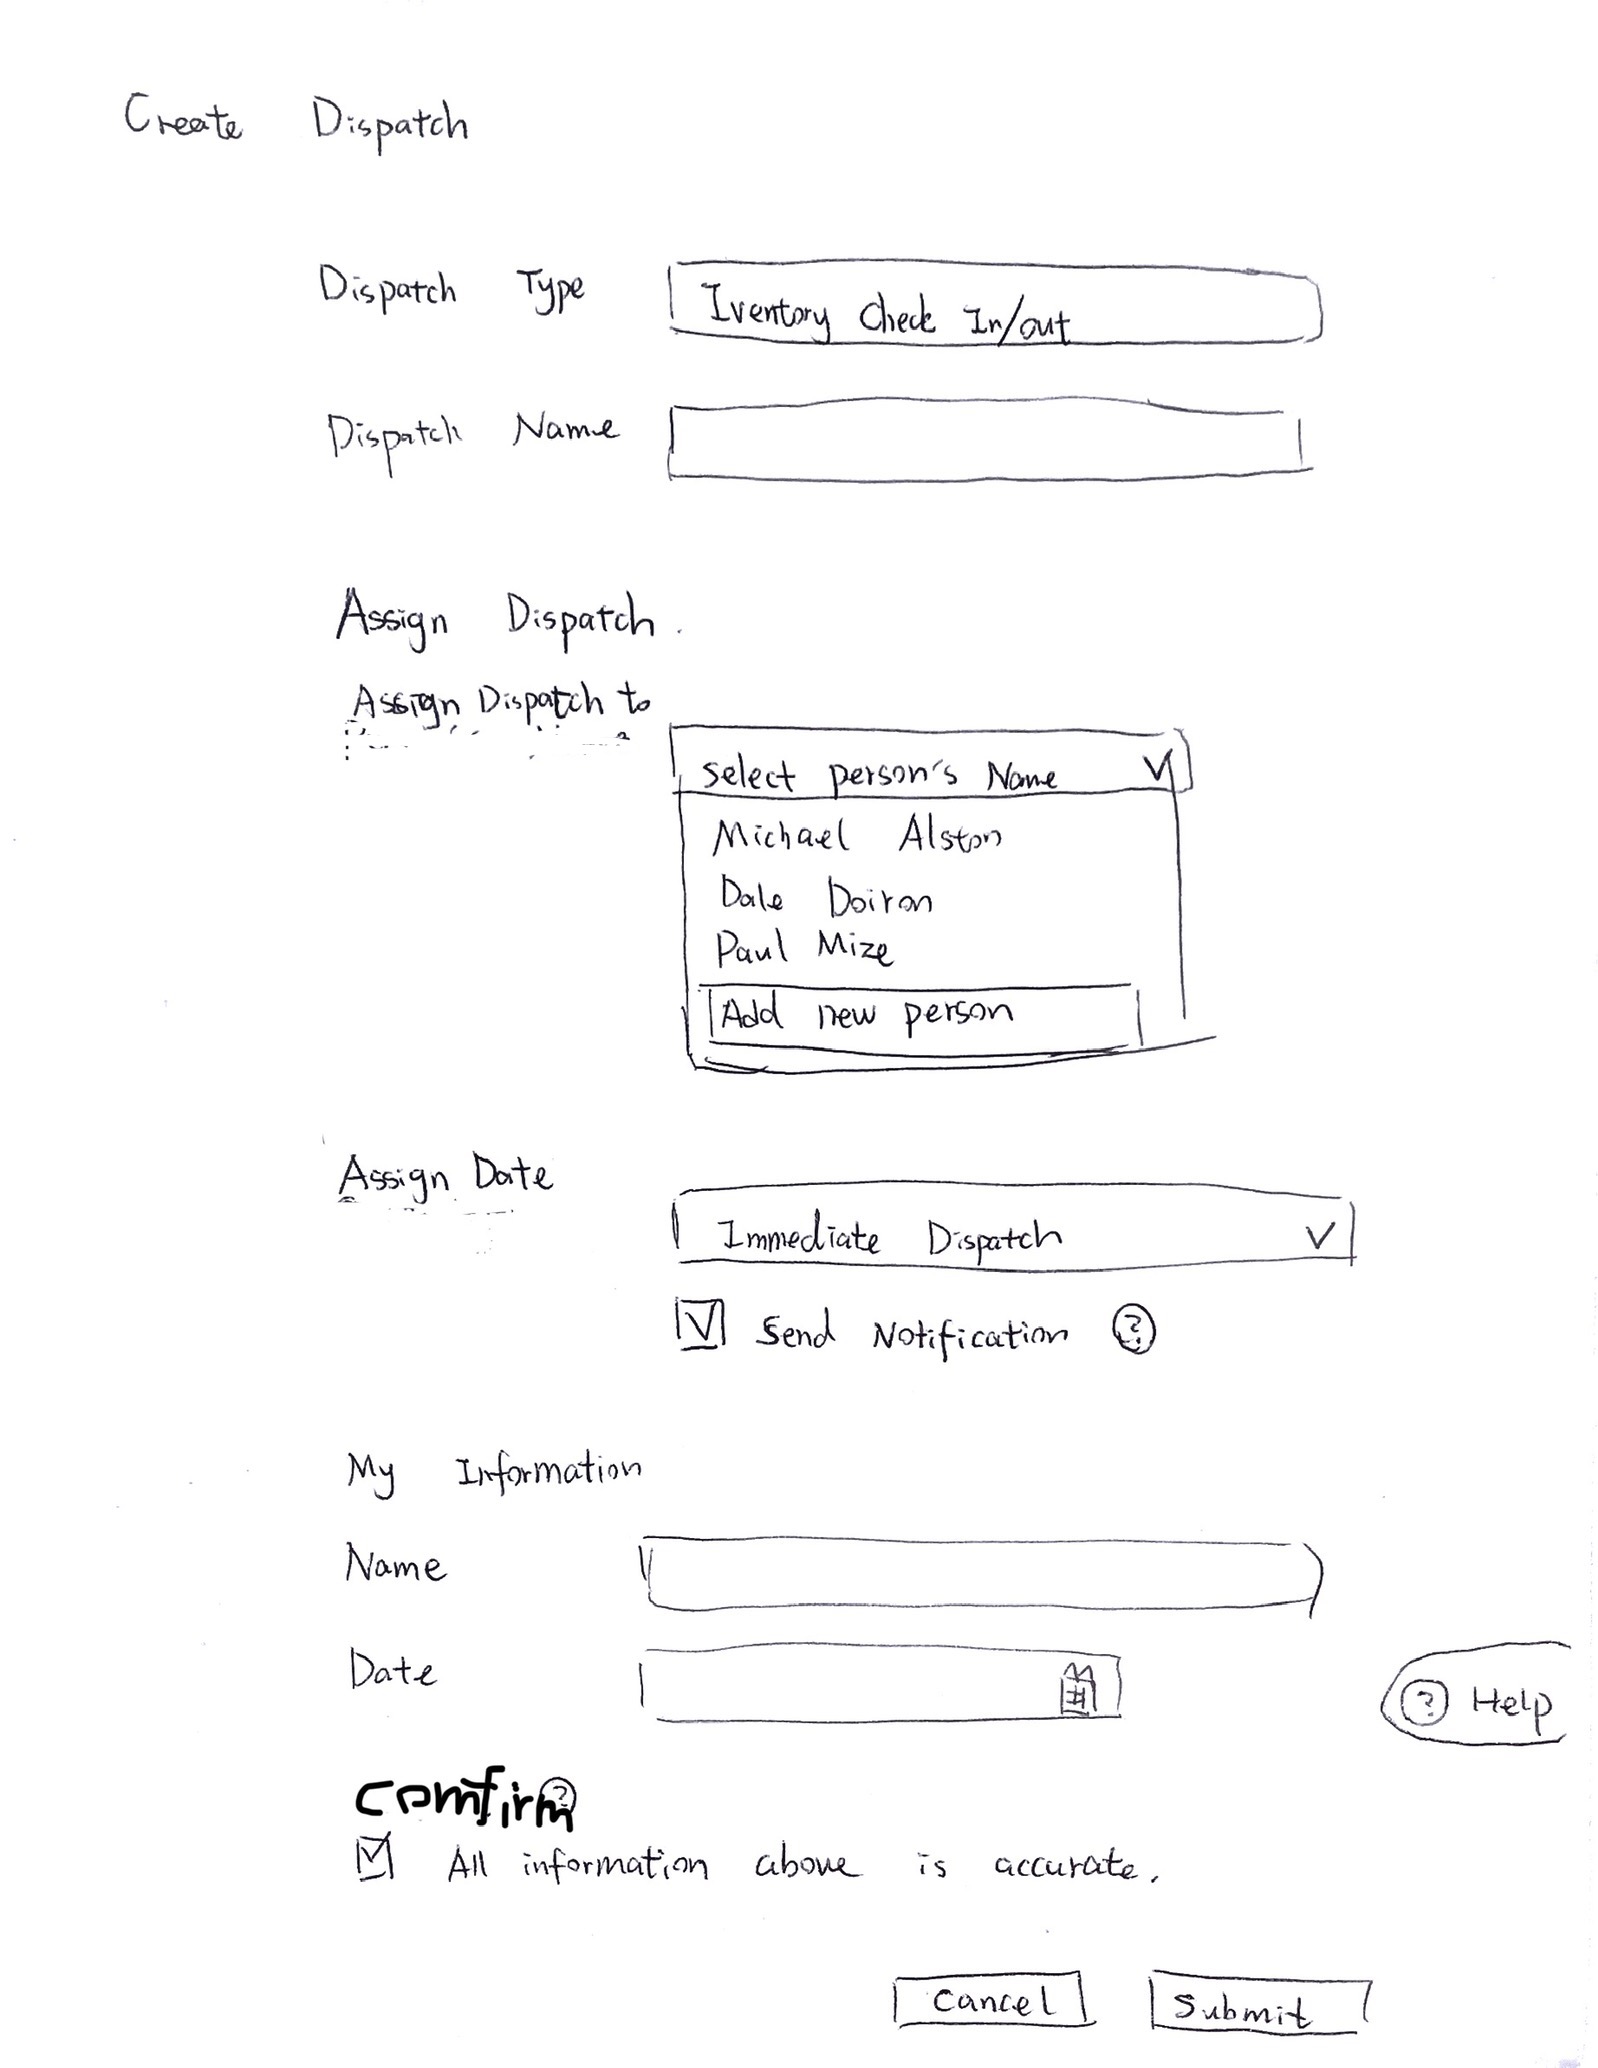 Create Dispatch
Dispatch Type
Iventory Check In/out
Dispatch Name
Assign Dispatch.
Assign Dispatch to
Select person's Name
Michael Alston
Dale Doiron
Paul Mize
Add new person
Assign Date
Immediate Dispatch
Send Notification ?
My Information
Name
Date
? Help
comfirm ?
All information above is accurate.
Cancel
Submit